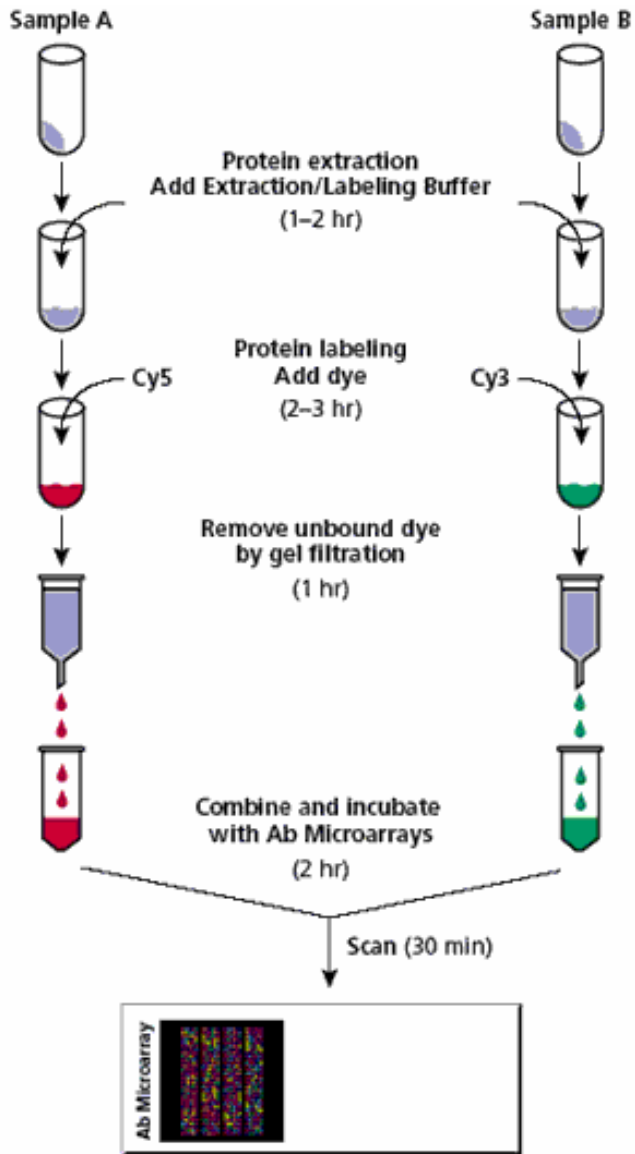 Sample A
Sample B
Protein extraction
Add Extraction/Labeling Buffer
(1–2 hr)
Protein labeling
Add dye
(2–3 hr)
Cy5
Cy3
Remove unbound dye
by gel filtration
(1 hr)
Combine and incubate
with Ab Microarrays
(2 hr)
Scan (30 min)
Ab Microarray